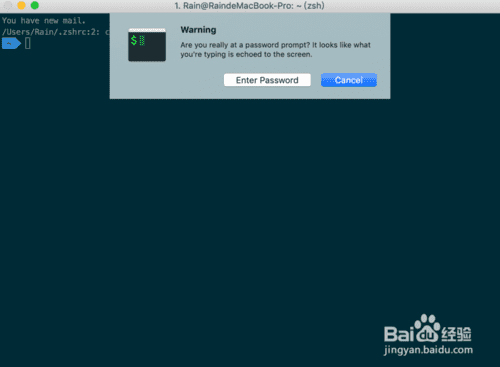 1. Rain@RaindeMacBook-Pro: ~ (zsh)
You have new mail.
/Users/Rain/.zshrc:2: c
~
Warning
Are you really at a password prompt? It looks like what
you're typing is echoed to the screen.
$
Enter Password Cancel
Baidu经验
jingyan.baidu.com